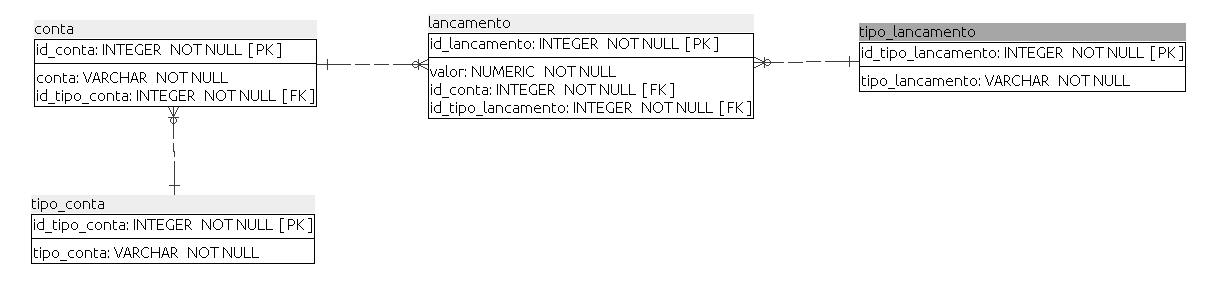 conta
id_conta: INTEGER NOT NULL [ PK ]
conta: VARCHAR NOT NULL
id_tipo_conta: INTEGER NOT NULL [ FK ]
lancamento
id_lancamento: INTEGER NOT NULL [ PK ]
valor: NUMERIC NOT NULL
id_conta: INTEGER NOT NULL [ FK ]
id_tipo_lancamento: INTEGER NOT NULL [ FK ]
tipo_lancamento
id_tipo_lancamento: INTEGER NOT NULL [ PK ]
tipo_lancamento: VARCHAR NOT NULL
tipo_conta
id_tipo_conta: INTEGER NOT NULL [ PK ]
tipo_conta: VARCHAR NOT NULL